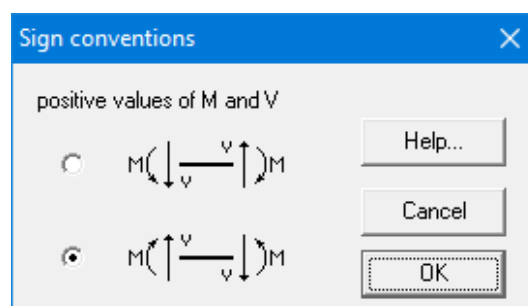 Sign conventions
positive values of M and V
M V V M
M V V M
Help...
Cancel
OK